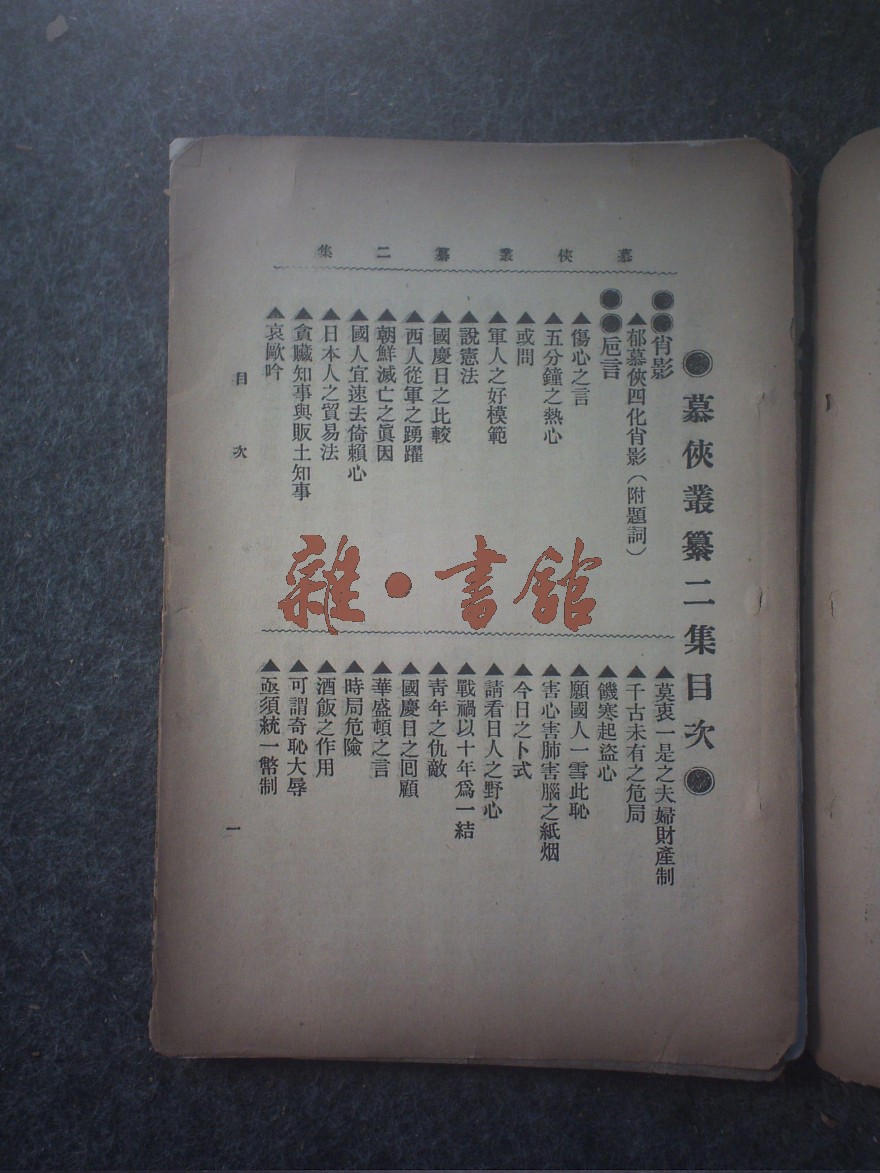 慕俠叢纂二集
慕俠叢纂二集目次
肖影
▲郁慕俠四化肖影（附題詞）
巵言
▲傷心之言
▲五分鐘之熱心
▲或問
▲軍人之好模範
▲說憲法
▲國慶日之比較
▲西人從軍之踴躍
▲朝鮮滅亡之眞因
▲國人宜速去倚賴心
▲日本人之貿易法
▲貪贜知事與販土知事
▲哀歐吟
▲莫衷一是之夫婦財產制
▲千古未有之危局
▲饑寒起盜心
▲願國人一雪此恥
▲害心害肺害腦之紙烟
▲今日之卜式
▲請看日人之野心
▲戰禍以十年爲一結
▲靑年之仇敵
▲國慶日之回顧
▲華盛頓之言
▲時局危險
▲酒飯之作用
▲可謂奇恥大辱
▲亟須統一幣制
目次
一
雜·書館